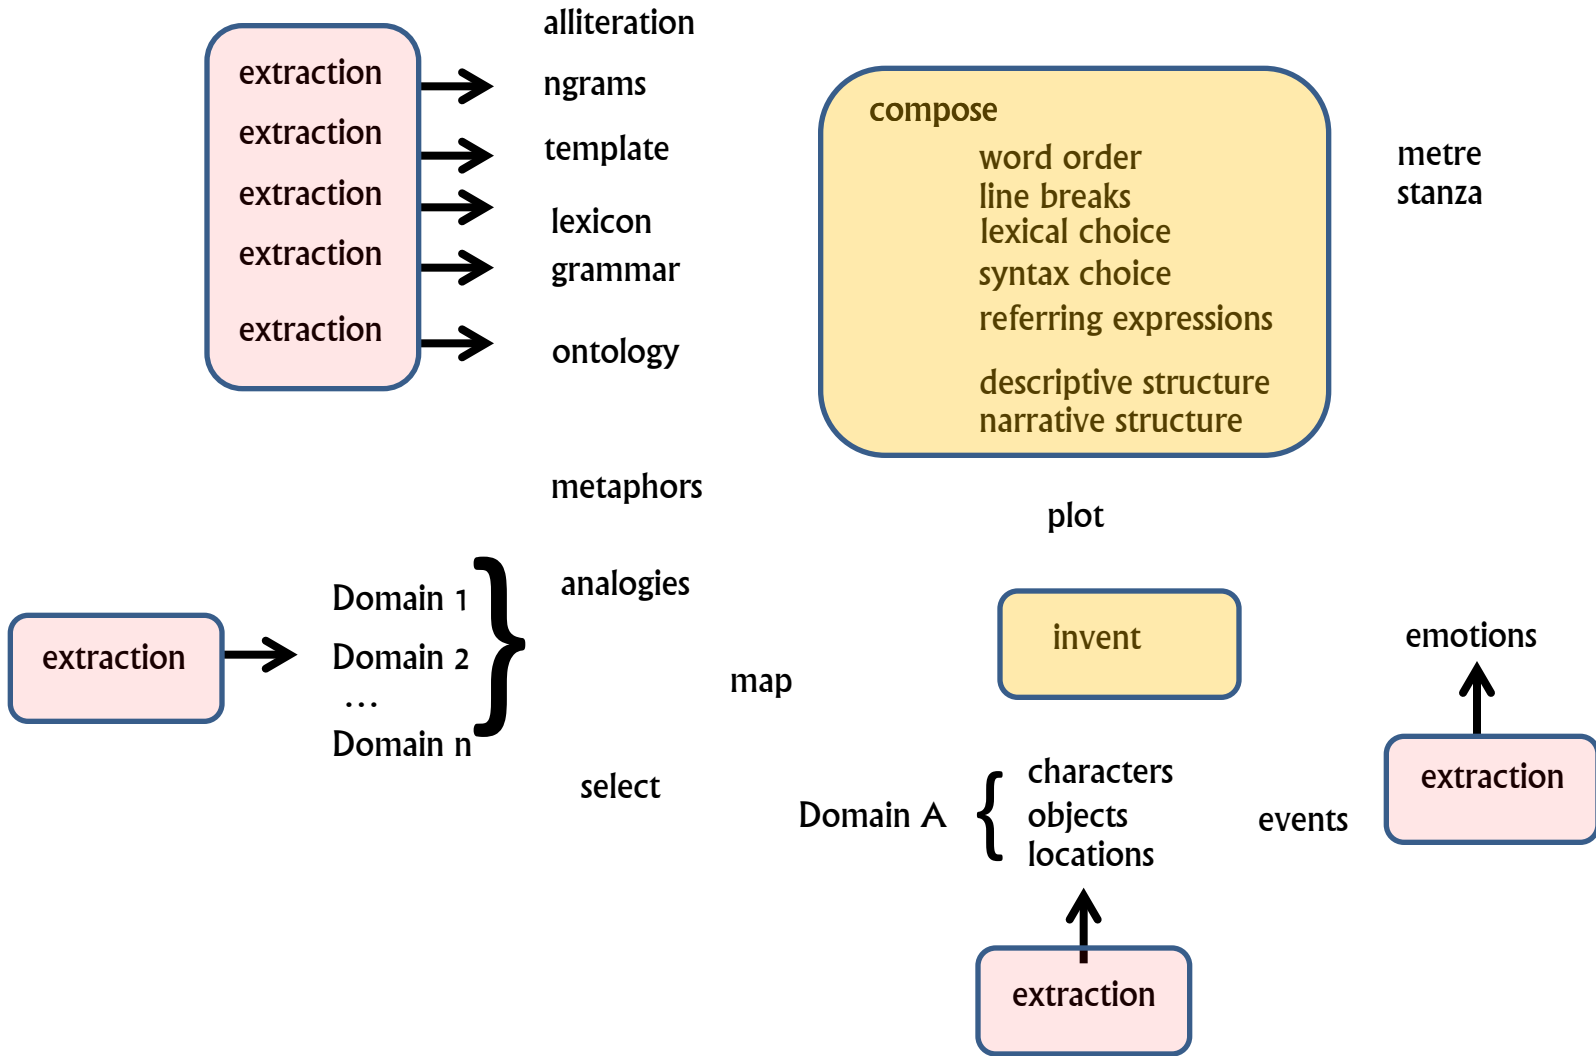 alliteration
extraction
ngrams
extraction
template
extraction
lexicon
extraction
grammar
extraction
ontology
compose
word order
line breaks
lexical choice
syntax choice
referring expressions
descriptive structure
narrative structure
metre
stanza
metaphors
plot
analogies
extraction
Domain 1
Domain 2
...
Domain n
map
select
invent
emotions
extraction
Domain A
characters
objects
locations
events
extraction